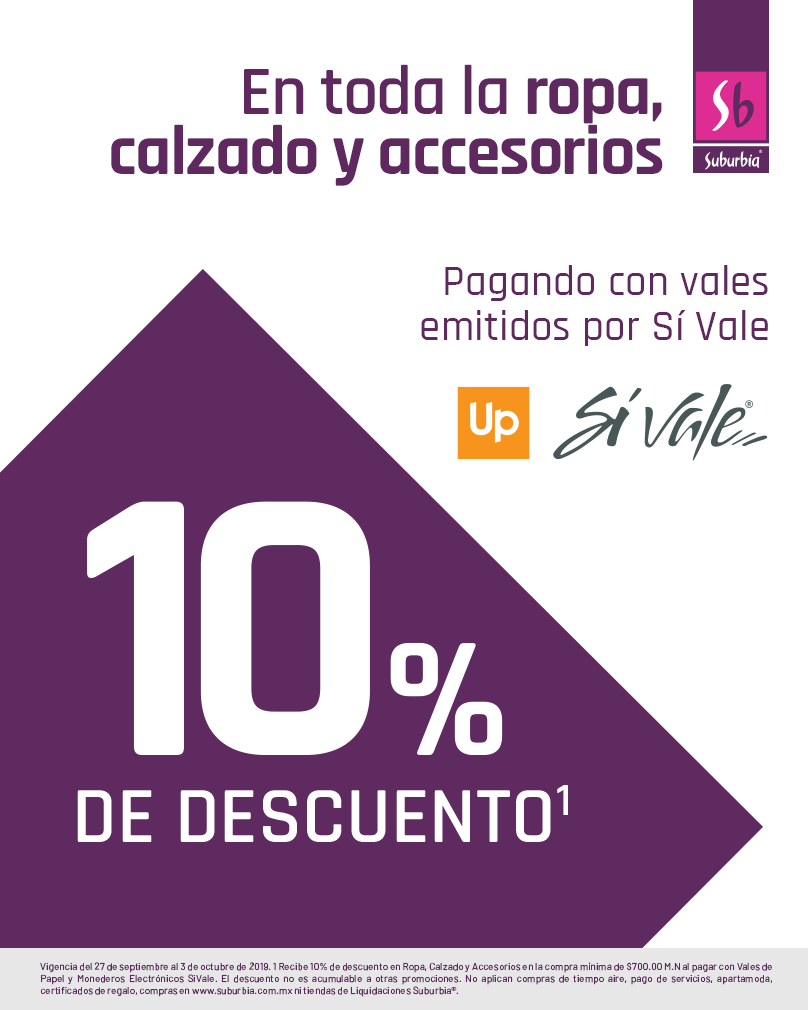 En toda la ropa,
calzado y accesorios
Sb
Suburbia®
Pagando con vales
emitidos por Sí Vale
Up Sí Vale®
10%
DE DESCUENTO1
Vigencia del 27 de septiembre al 3 de octubre de 2019. 1 Recibe 10% de descuento en Ropa, Calzado y Accesorios en la compra mínima de $700.00 M.N al pagar con Vales de
Papel y Monederos Electrónicos SiVale. El descuento no es acumulable a otras promociones. No aplican compras de tiempo aire, pago de servicios, apartamoda,
certificados de regalo, compras en www.suburbia.com.mx ni tiendas de Liquidaciones Suburbia®.